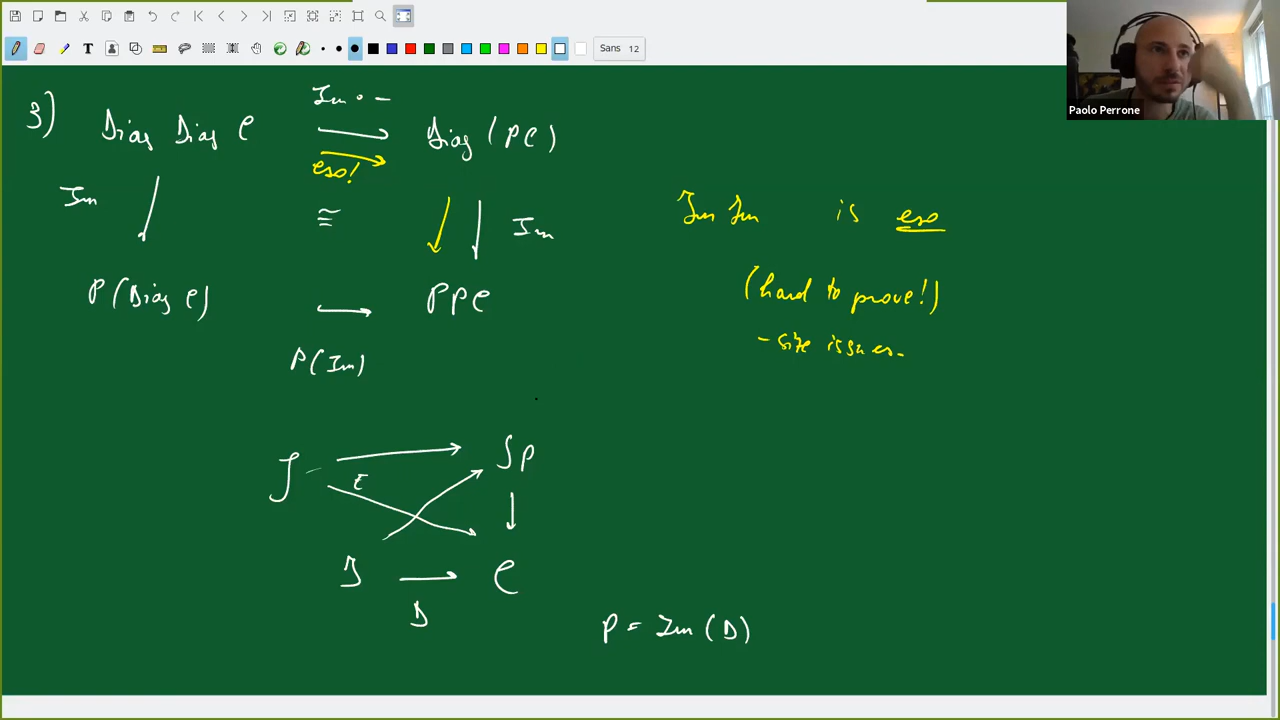 Sans 12
Paolo Perrone
3) Diag Diag C Im ∘ — Diag (PC)
eso!
Im ≅ Im
Im Im is eso
P(Diag C) PPC
(hard to prove!)
- size issues -
P(Im)
J E ∫P
I D C
P = Im (D)